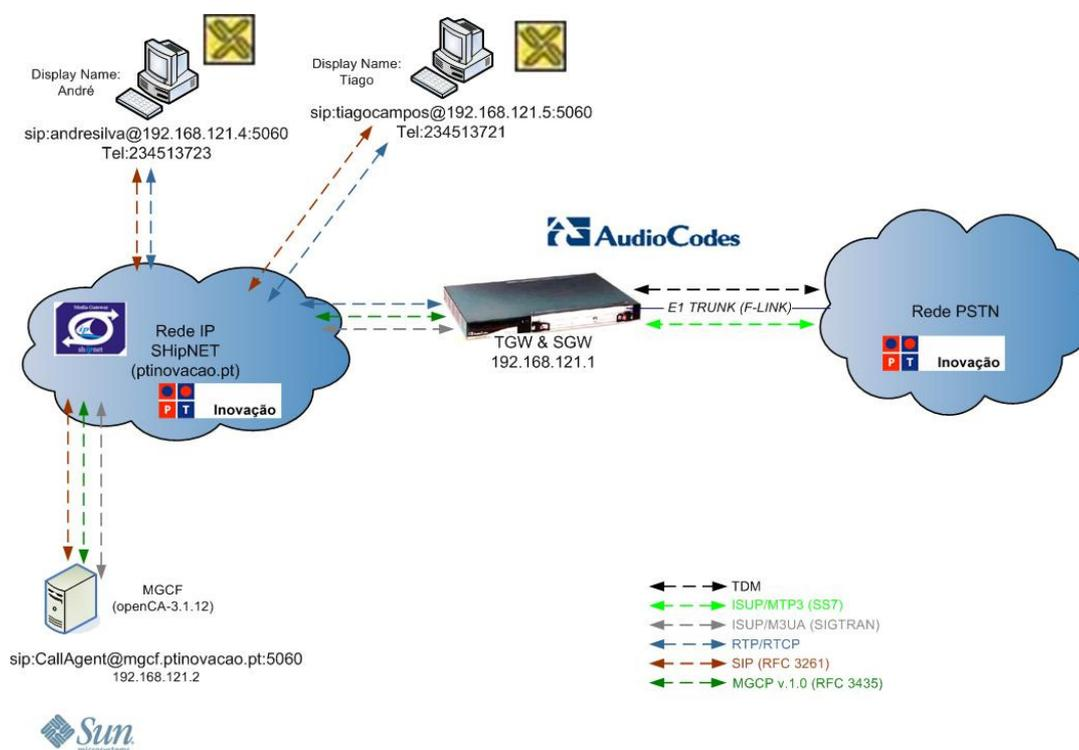 Display Name:
André
sip:andresilva@192.168.121.4:5060
Tel:234513723
Display Name:
Tiago
sip:tiagocampos@192.168.121.5:5060
Tel:234513721
AudioCodes
Media Gateway
ip
shipnet
Rede IP
SHipNET
(ptinovacao.pt)
P T Inovação
E1 TRUNK (F-LINK)
TGW & SGW
192.168.121.1
Rede PSTN
P T Inovação
MGCF
(openCA-3.1.12)
sip:CallAgent@mgcf.ptinovacao.pt:5060
192.168.121.2
TDM
ISUP/MTP3 (SS7)
ISUP/M3UA (SIGTRAN)
RTP/RTCP
SIP (RFC 3261)
MGCP v.1.0 (RFC 3435)
Sun
microsystems